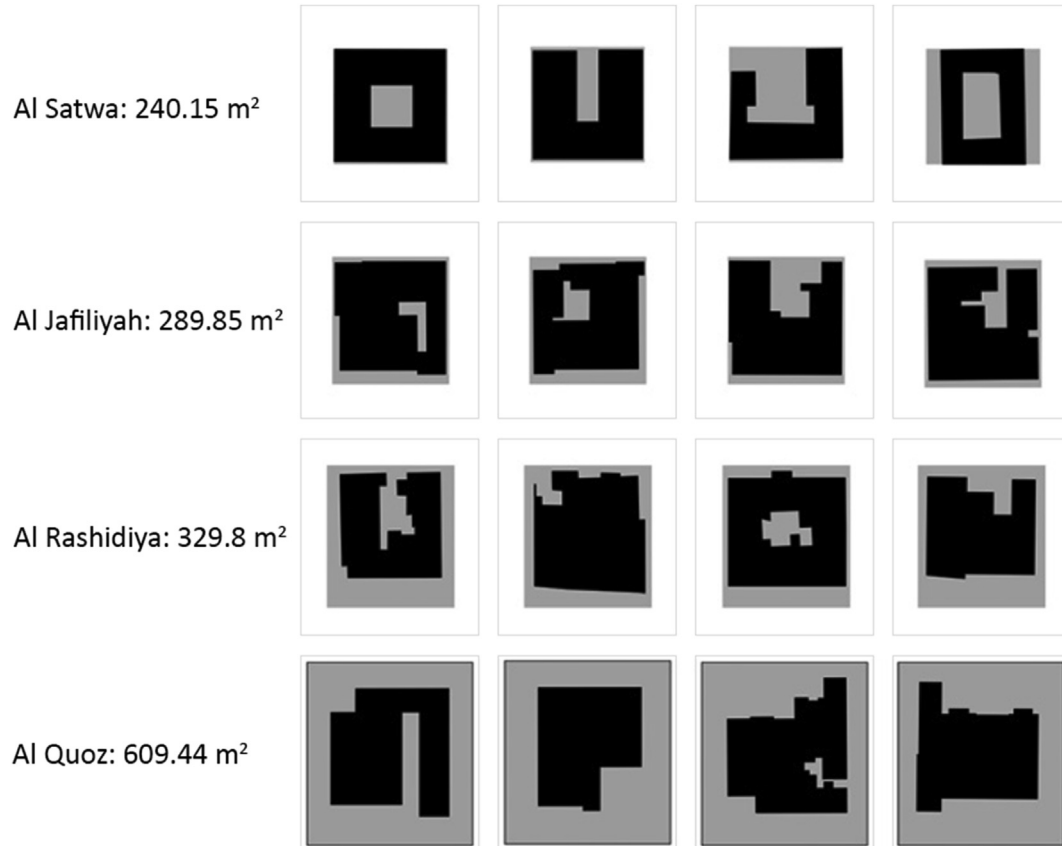 Al Satwa: 240.15 m²
Al Jafiliyah: 289.85 m²
Al Rashidiya: 329.8 m²
Al Quoz: 609.44 m²